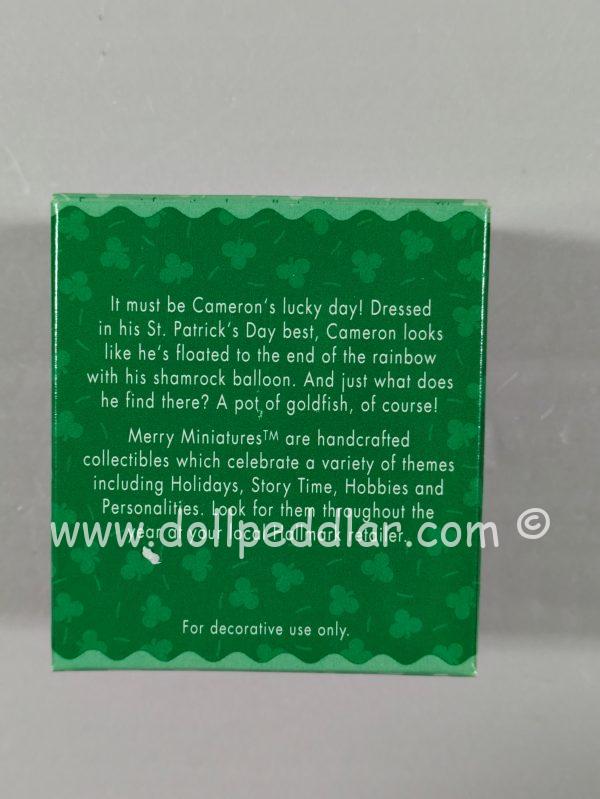 It must be Cameron's lucky day! Dressed
in his St. Patrick's Day best, Cameron looks
like he's floated to the end of the rainbow
with his shamrock balloon. And just what does
he find there? A pot of goldfish, of course!
Merry Miniatures™ are handcrafted
collectibles which celebrate a variety of themes
including Holidays, Story Time, Hobbies and
Personalities. Look for them throughout the
year at your local Hallmark retailer.
www.dollpeddlar.com ©
For decorative use only.